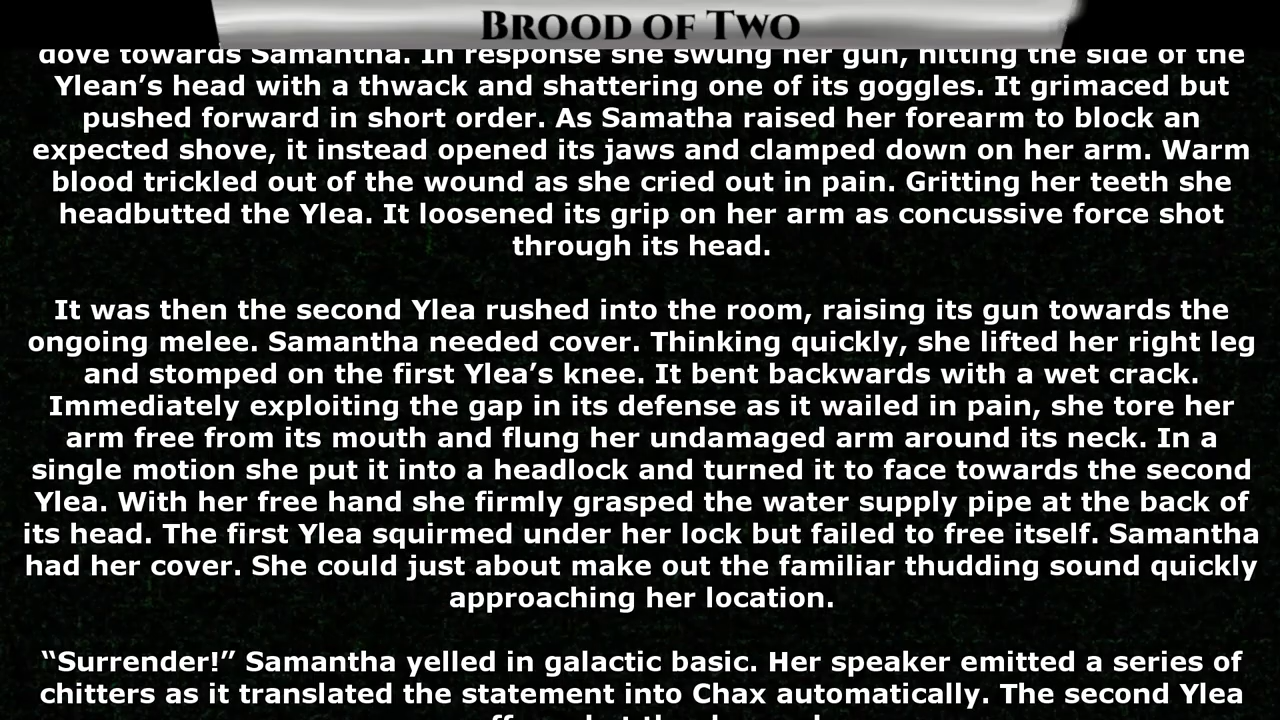 Brood of Two
dove towards Samantha. In response she swung her gun, hitting the side of the
Ylean’s head with a thwack and shattering one of its goggles. It grimaced but
pushed forward in short order. As Samatha raised her forearm to block an
expected shove, it instead opened its jaws and clamped down on her arm. Warm
blood trickled out of the wound as she cried out in pain. Gritting her teeth she
headbutted the Ylea. It loosened its grip on her arm as concussive force shot
through its head.
It was then the second Ylea rushed into the room, raising its gun towards the
ongoing melee. Samantha needed cover. Thinking quickly, she lifted her right leg
and stomped on the first Ylea’s knee. It bent backwards with a wet crack.
Immediately exploiting the gap in its defense as it wailed in pain, she tore her
arm free from its mouth and flung her undamaged arm around its neck. In a
single motion she put it into a headlock and turned it to face towards the second
Ylea. With her free hand she firmly grasped the water supply pipe at the back of
its head. The first Ylea squirmed under her lock but failed to free itself. Samantha
had her cover. She could just about make out the familiar thudding sound quickly
approaching her location.
“Surrender!” Samantha yelled in galactic basic. Her speaker emitted a series of
chitters as it translated the statement into Chax automatically. The second Ylea